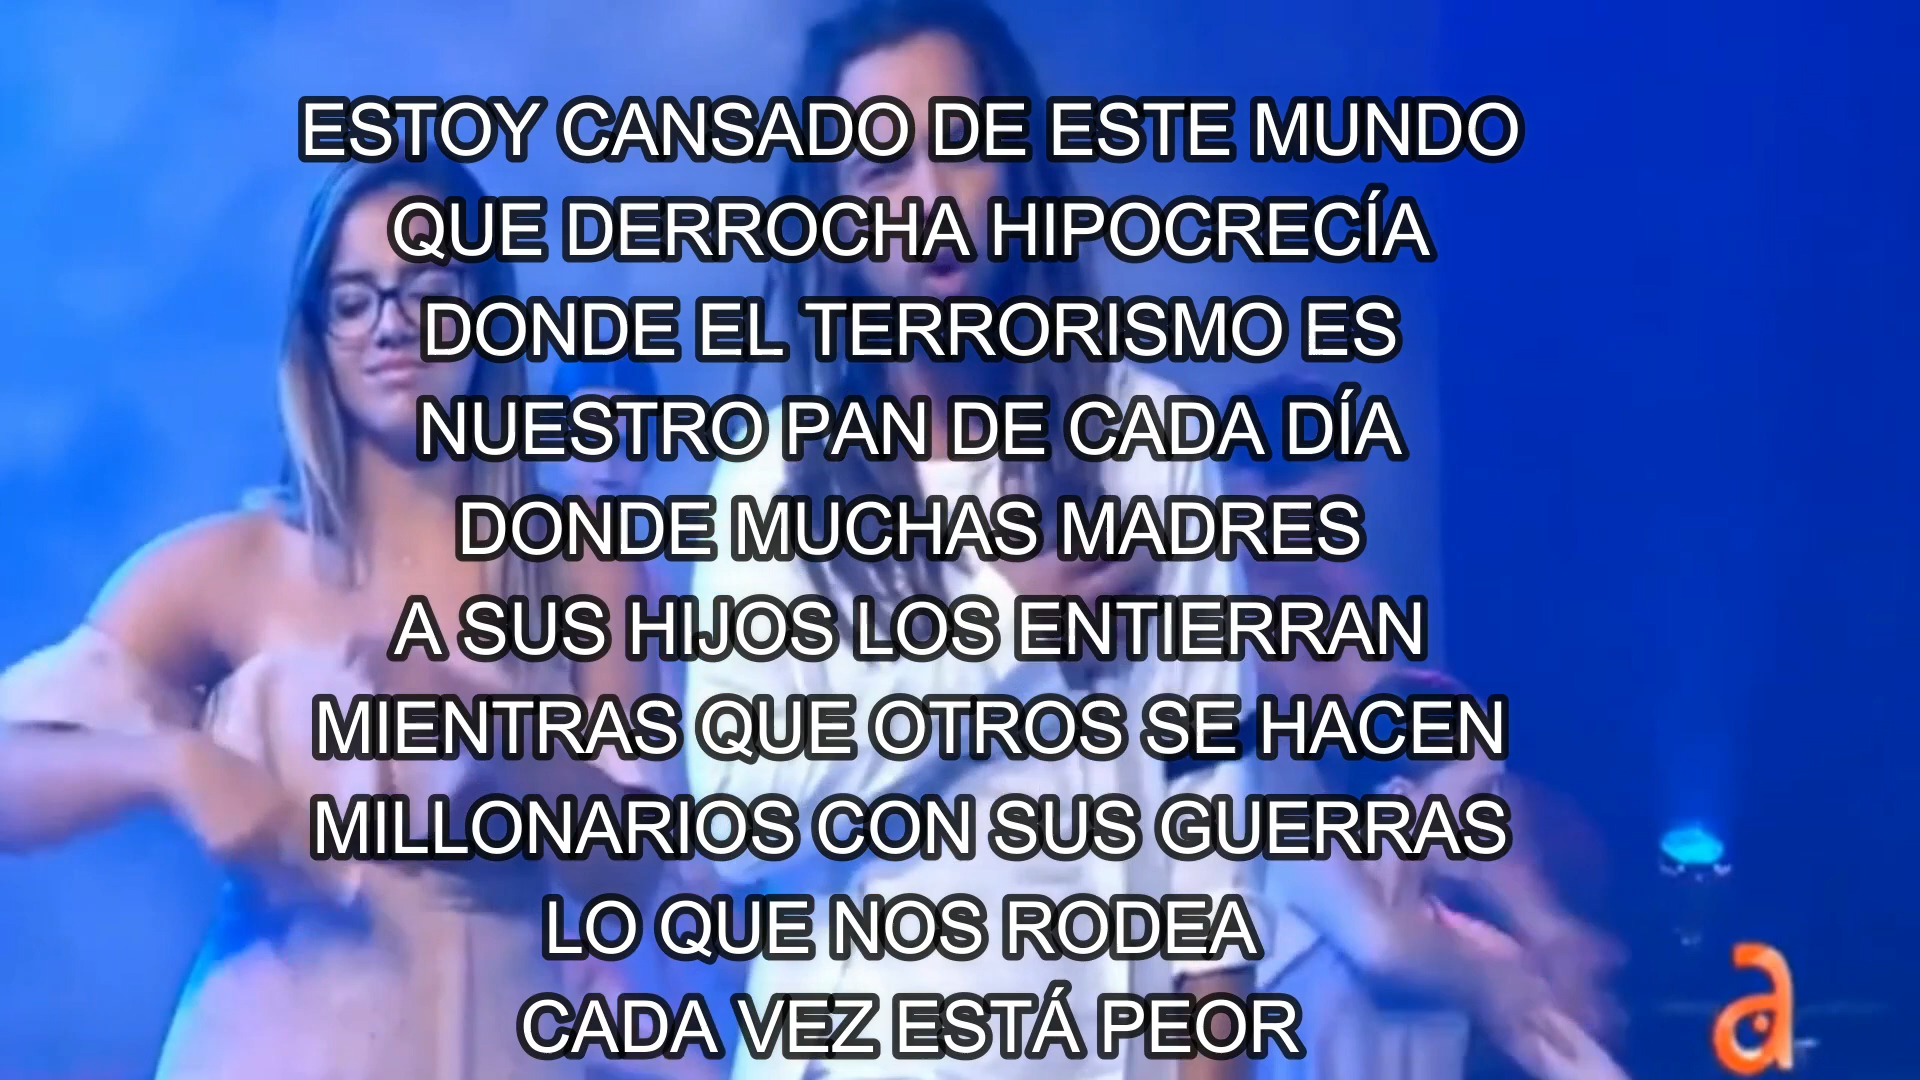 ESTOY CANSADO DE ESTE MUNDO
QUE DERROCHA HIPOCRECÍA
DONDE EL TERRORISMO ES
NUESTRO PAN DE CADA DÍA
DONDE MUCHAS MADRES
A SUS HIJOS LOS ENTIERRAN
MIENTRAS QUE OTROS SE HACEN
MILLONARIOS CON SUS GUERRAS
LO QUE NOS RODEA
CADA VEZ ESTÁ PEOR
a